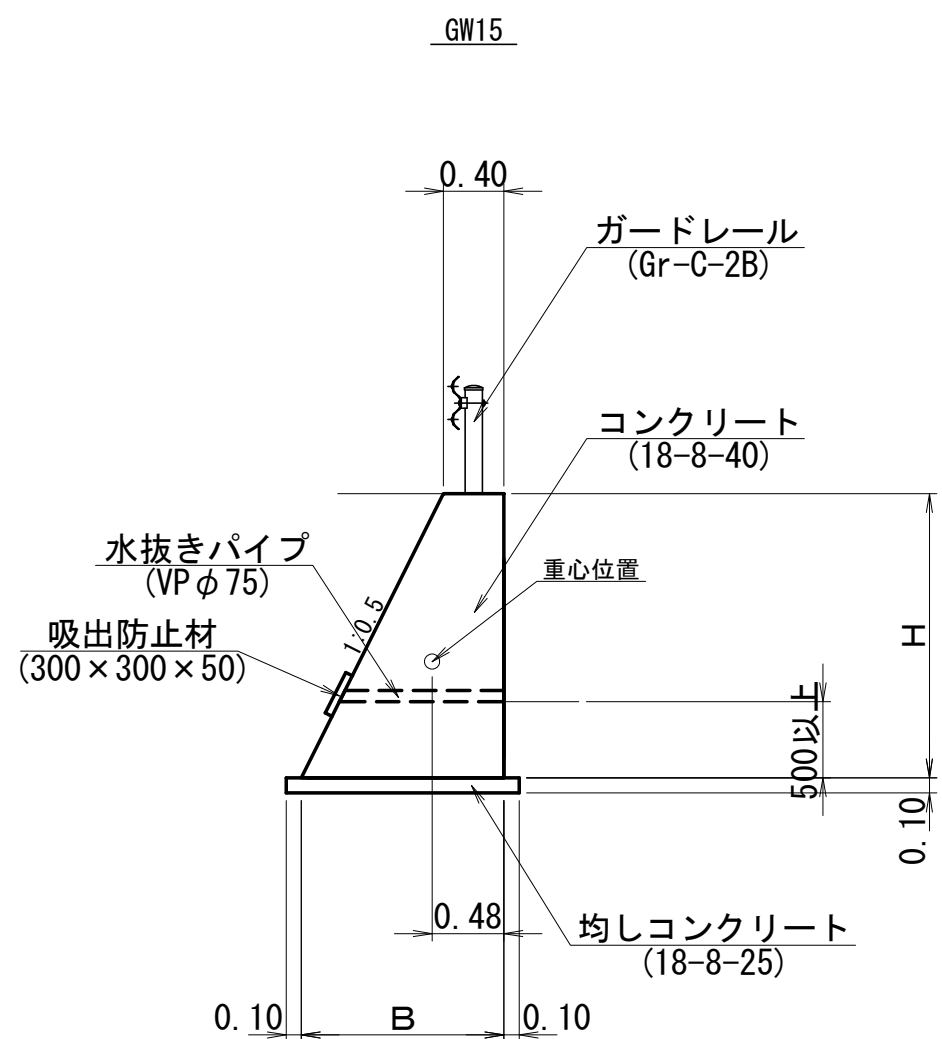 GW15
0.40
ガードレール
(Gr-C-2B)
コンクリート
(18-8-40)
水抜きパイプ
(VPφ75)
重心位置
1:0.5
吸出防止材
(300×300×50)
H
500以上
0.10
0.48
均しコンクリート
(18-8-25)
0.10
B
0.10